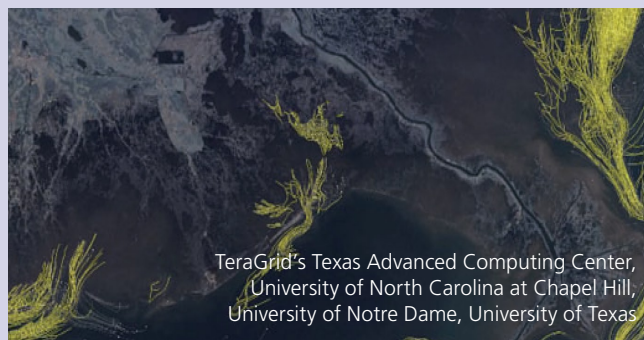 TeraGrid's Texas Advanced Computing Center,
University of North Carolina at Chapel Hill,
University of Notre Dame, University of Texas